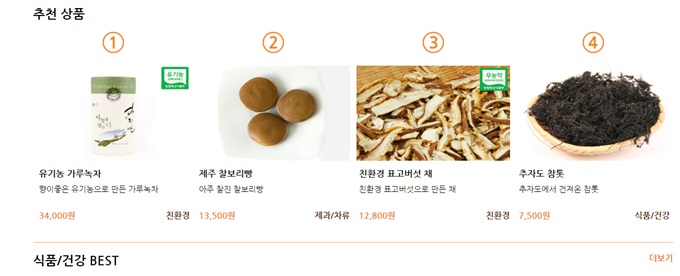 추천 상품
① ② ③ ④
유기농
ORGANIC
무농약
유기농 가루녹차
향이좋은 유기농으로 만든 가루녹차
34,000원 친환경
제주 찰보리빵
아주 찰진 찰보리빵
13,500원 제과/차류
친환경 표고버섯 채
친환경 표고버섯으로 만든 채
12,800원 친환경
추자도 참톳
추자도에서 건져온 참톳
7,500원 식품/건강
식품/건강 BEST 더보기